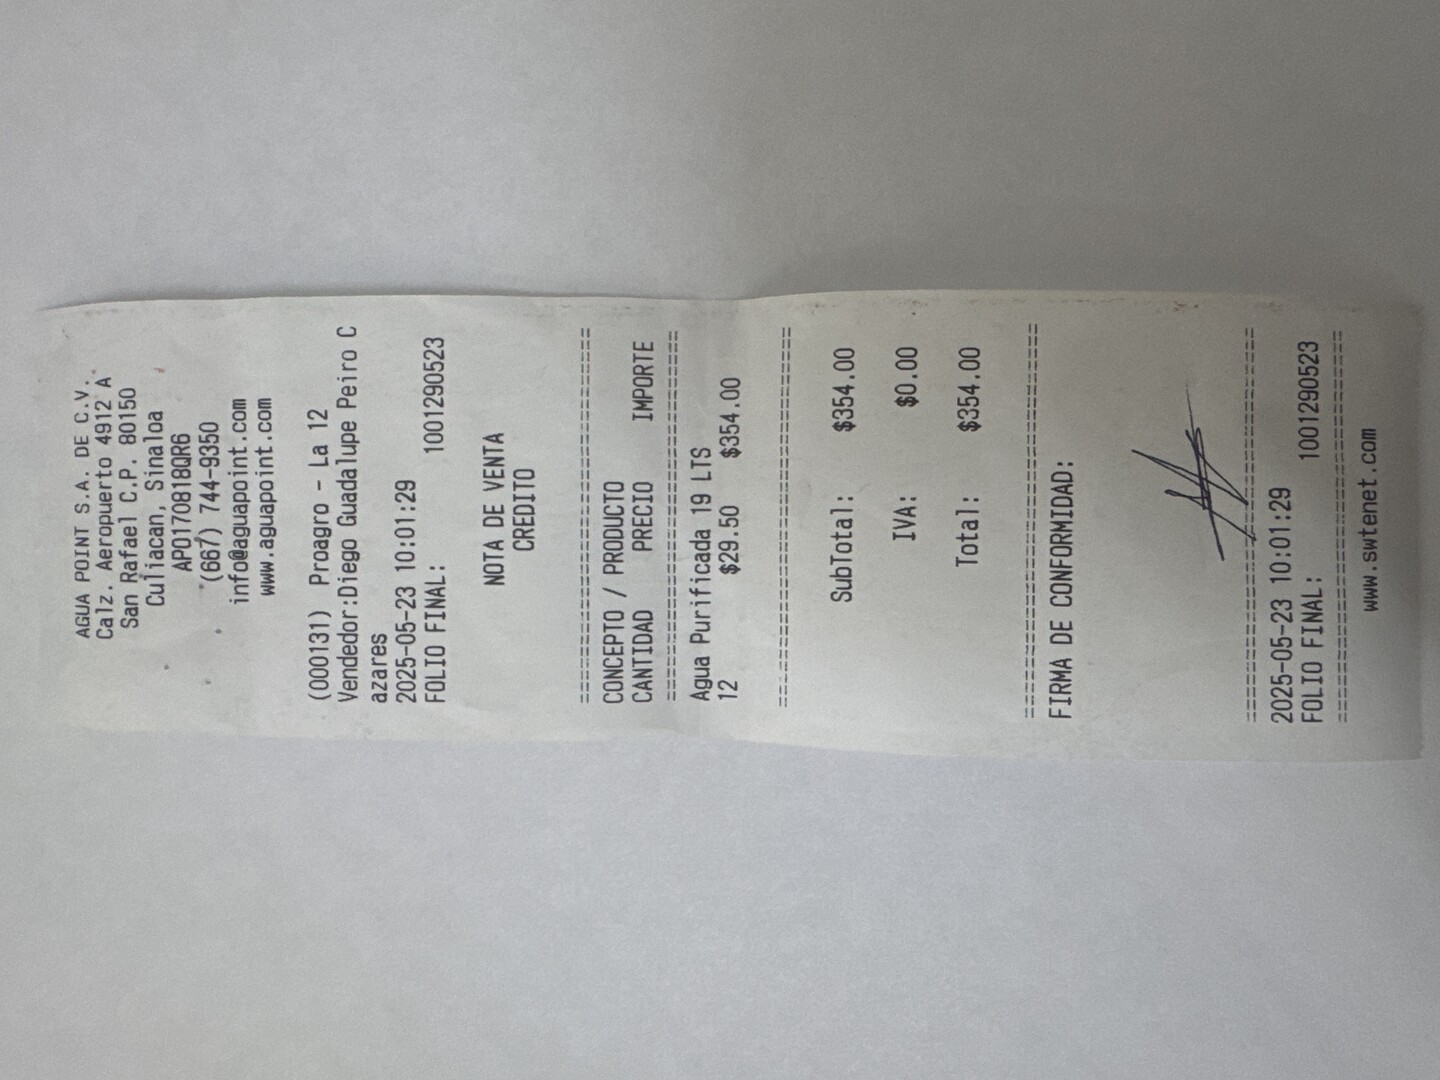 AGUA POINT S.A. DE C.V.
Calz. Aeropuerto 4912 A
San Rafael C.P. 80150
Culiacan, Sinaloa
APO170818QR6
(667) 744-9350
info@aguapoint.com
www.aguapoint.com
(000131) Proagro - La 12
Vendedor:Diego Guadalupe Peiro C
azares
2025-05-23 10:01:29
FOLIO FINAL: 1001290523
NOTA DE VENTA
CREDITO
================================
CONCEPTO / PRODUCTO
CANTIDAD PRECIO IMPORTE
================================
Agua Purificada 19 LTS
12 $29.50 $354.00
================================
SubTotal: $354.00
IVA: $0.00
Total: $354.00
================================
FIRMA DE CONFORMIDAD:
================================
2025-05-23 10:01:29
FOLIO FINAL: 1001290523
================================
www.swtenet.com